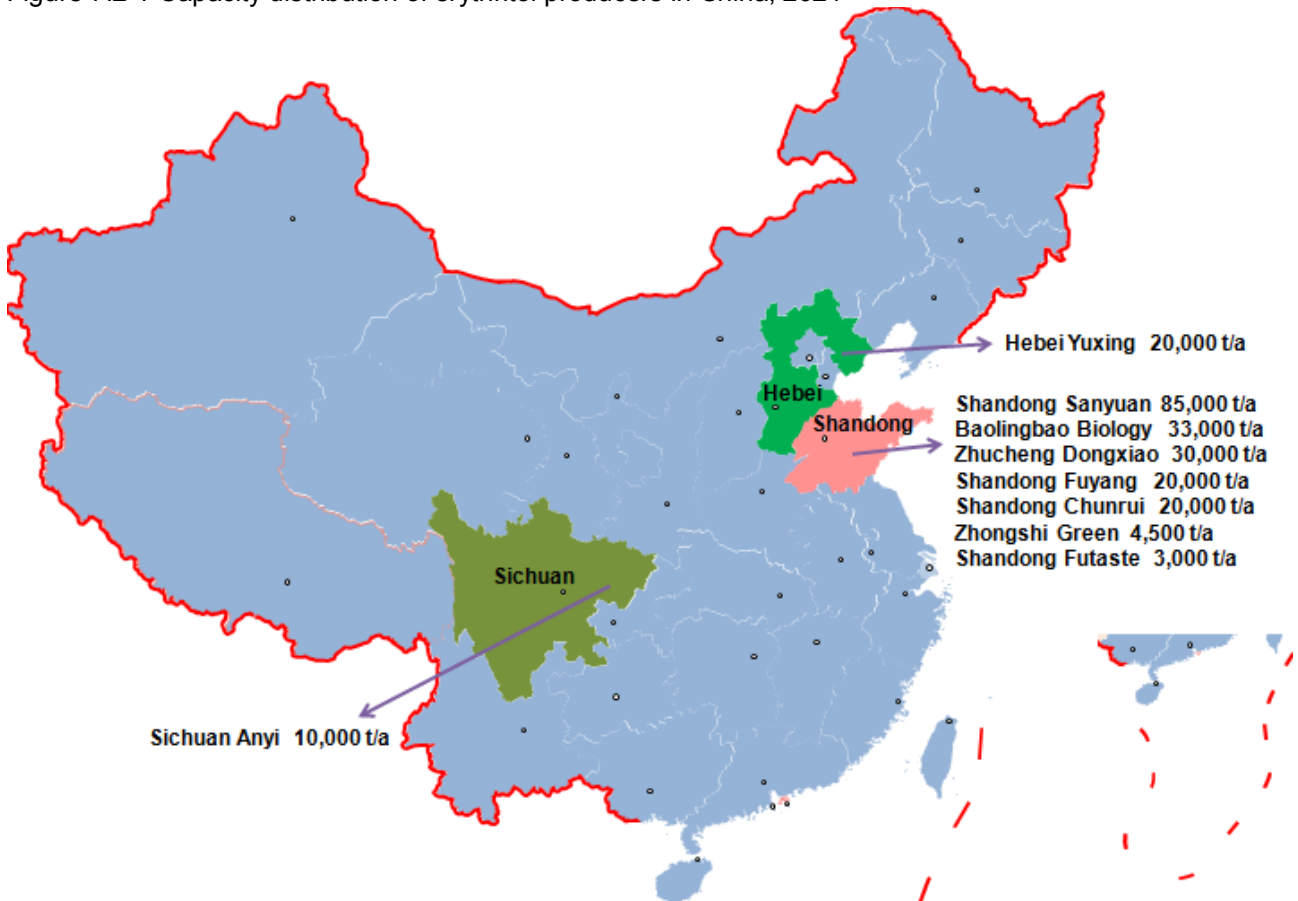 Hebei Yuxing 20,000 t/a
Hebei
Shandong
Shandong Sanyuan 85,000 t/a
Baolingbao Biology 33,000 t/a
Zhucheng Dongxiao 30,000 t/a
Shandong Fuyang 20,000 t/a
Shandong Chunrui 20,000 t/a
Zhongshi Green 4,500 t/a
Shandong Futaste 3,000 t/a
Sichuan
Sichuan Anyi 10,000 t/a